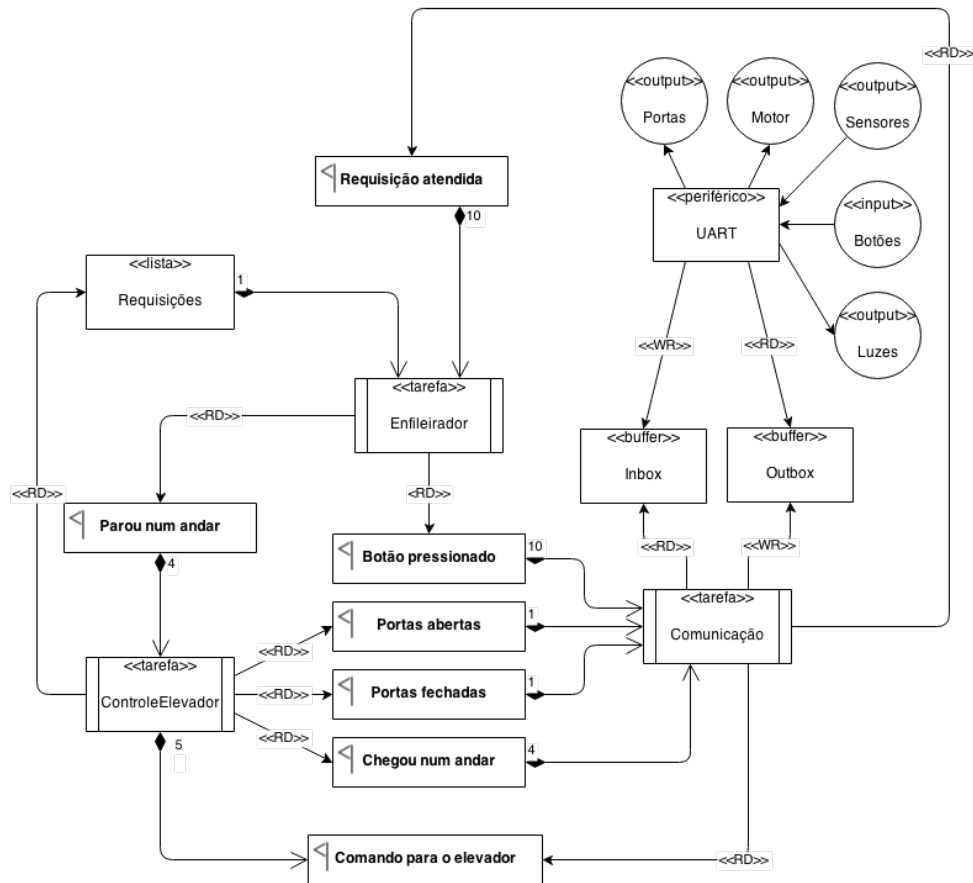 <<RD>>
<<output>>
Portas
<<output>>
Motor
<<output>>
Sensores
Requisição atendida
10
<<periférico>>
UART
<<input>>
Botões
<<lista>>
Requisições
1
<<output>>
Luzes
<<WR>>
<<RD>>
<<tarefa>>
Enfileirador
<<RD>>
<<buffer>>
Inbox
<<buffer>>
Outbox
<<RD>>
<<RD>>
Parou num andar
4
Botão pressionado
10
<<RD>>
<<WR>>
<<tarefa>>
Comunicação
Portas abertas
1
<<RD>>
<<tarefa>>
ControleElevador
<<RD>>
Portas fechadas
1
<<RD>>
5
Chegou num andar
4
Comando para o elevador
<<RD>>